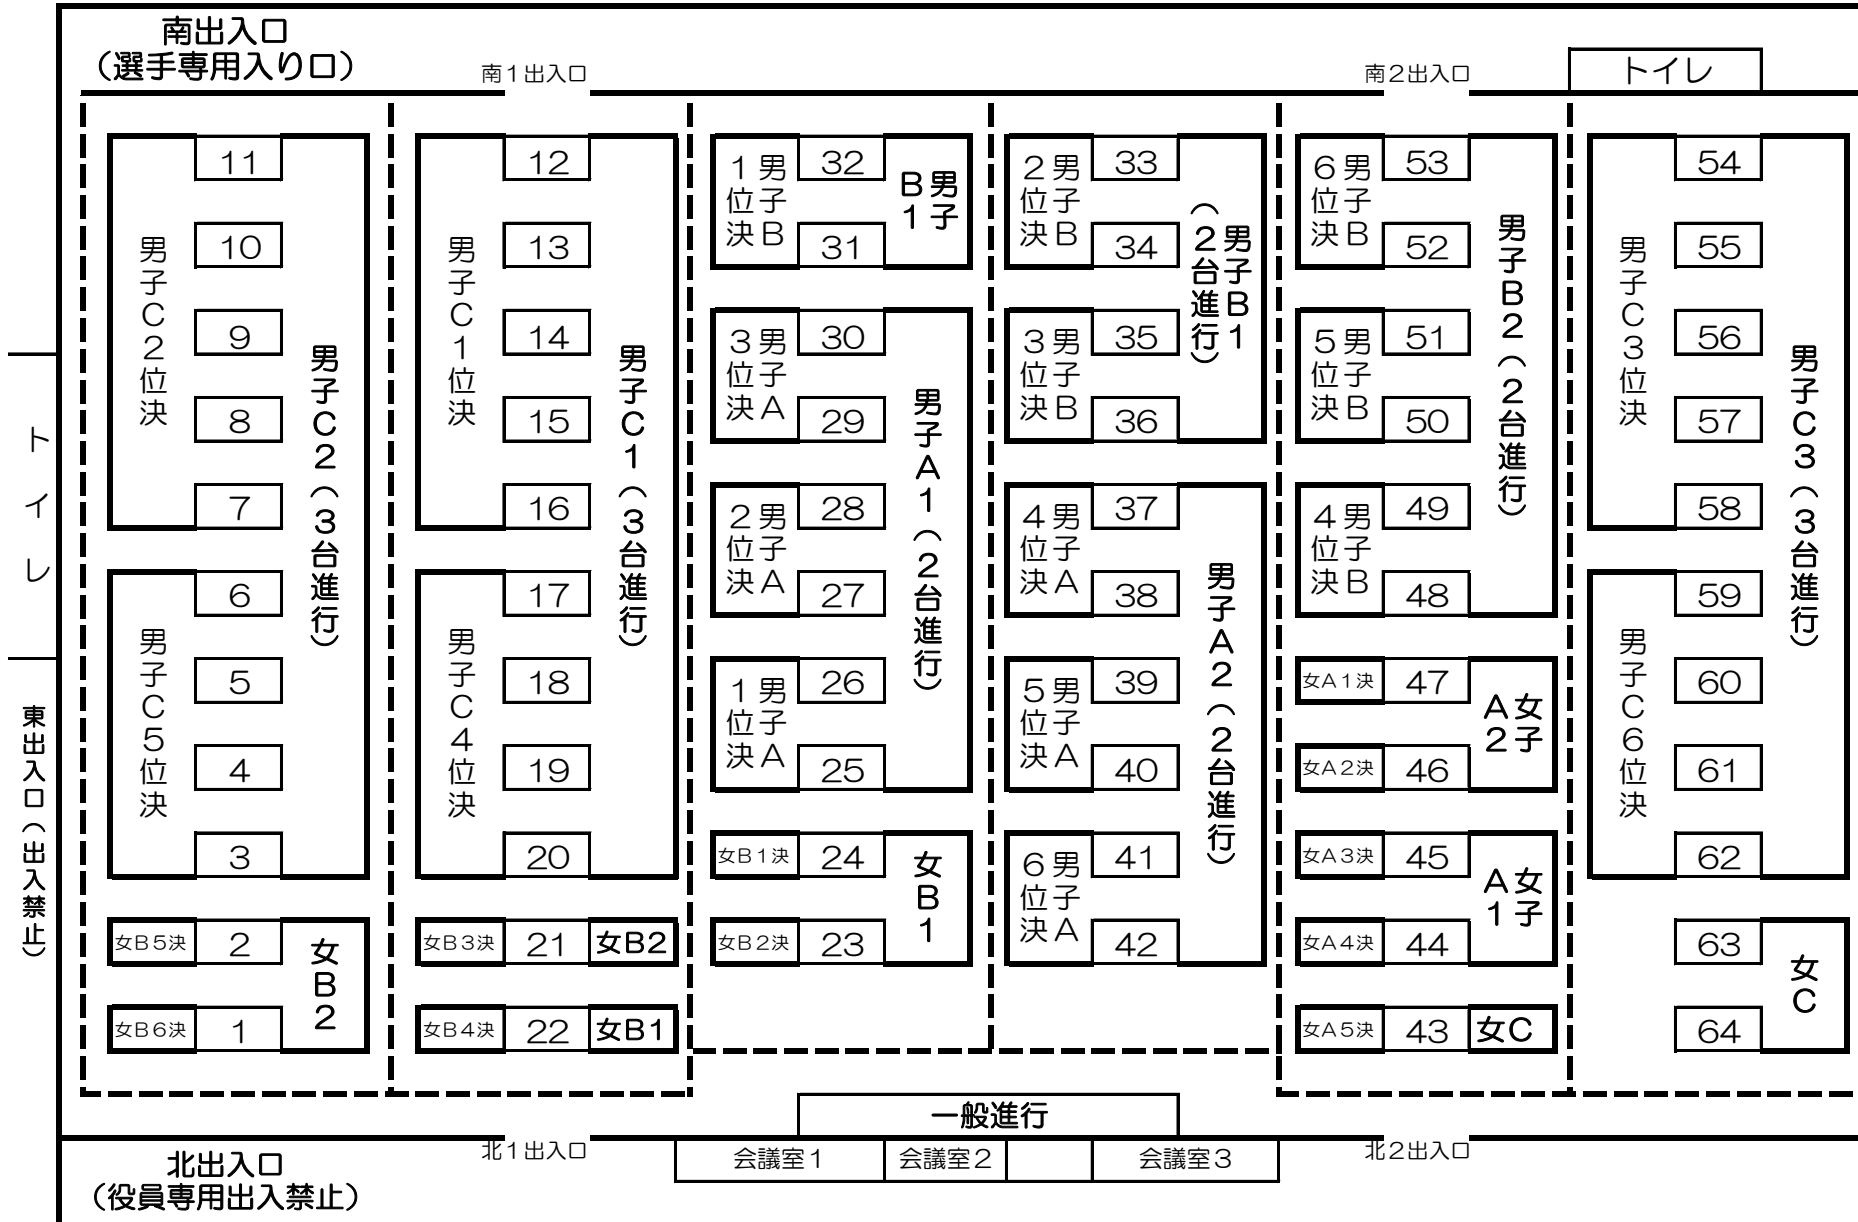 南出入口
（選手専用入り口）
南１出入口
南２出入口
トイレ
11
10
9
8
7
6
5
4
3
2
1
男子Ｃ２位決
男子Ｃ５位決
女Ｂ５決
女Ｂ６決
男子Ｃ２（３台進行）
女Ｂ２
12
13
14
15
16
17
18
19
20
21
22
男子Ｃ１位決
男子Ｃ４位決
女Ｂ３決
女Ｂ４決
男子Ｃ１（３台進行）
女B2
女B1
32
31
30
29
28
27
26
25
24
23
男子Ｂ
１位決
男子Ａ
３位決
男子Ａ
２位決
男子Ａ
１位決
女Ｂ１決
女Ｂ２決
男子
Ｂ１
男子Ａ１（２台進行）
女Ｂ１
33
34
35
36
37
38
39
40
41
42
男子Ｂ
２位決
男子Ｂ
３位決
男子Ａ
４位決
男子Ａ
５位決
男子Ａ
６位決
男子Ｂ１
（２台進行）
男子Ａ２（２台進行）
53
52
51
50
49
48
47
46
45
44
43
男子Ｂ
６位決
男子Ｂ
５位決
男子Ｂ
４位決
女Ａ１決
女Ａ２決
女Ａ３決
女Ａ４決
女Ａ５決
男子Ｂ２（２台進行）
女子
Ａ２
女子
Ａ１
女C
54
55
56
57
58
59
60
61
62
63
64
男子Ｃ３位決
男子Ｃ６位決
男子Ｃ３（３台進行）
女Ｃ
トイレ
東出入口（出入禁止）
一般進行
北１出入口
会議室１
会議室２
会議室３
北２出入口
北出入口
（役員専用出入禁止）